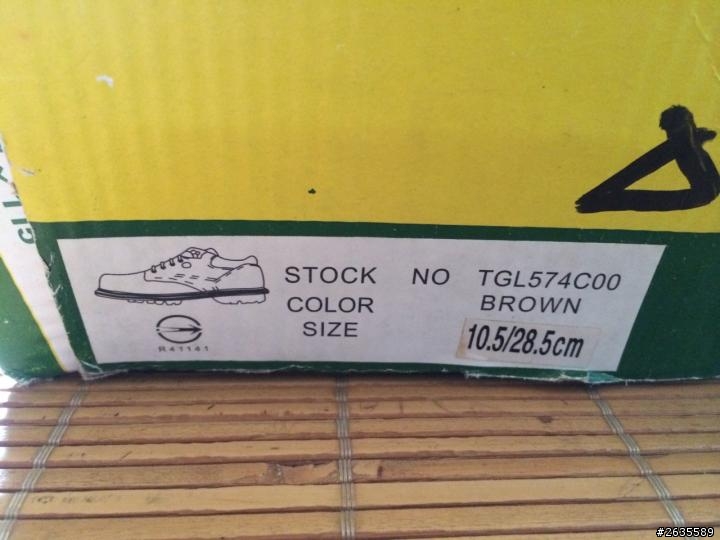 STOCK NO TGL574C00
COLOR BROWN
SIZE 10.5/28.5cm
R41141
#2635589